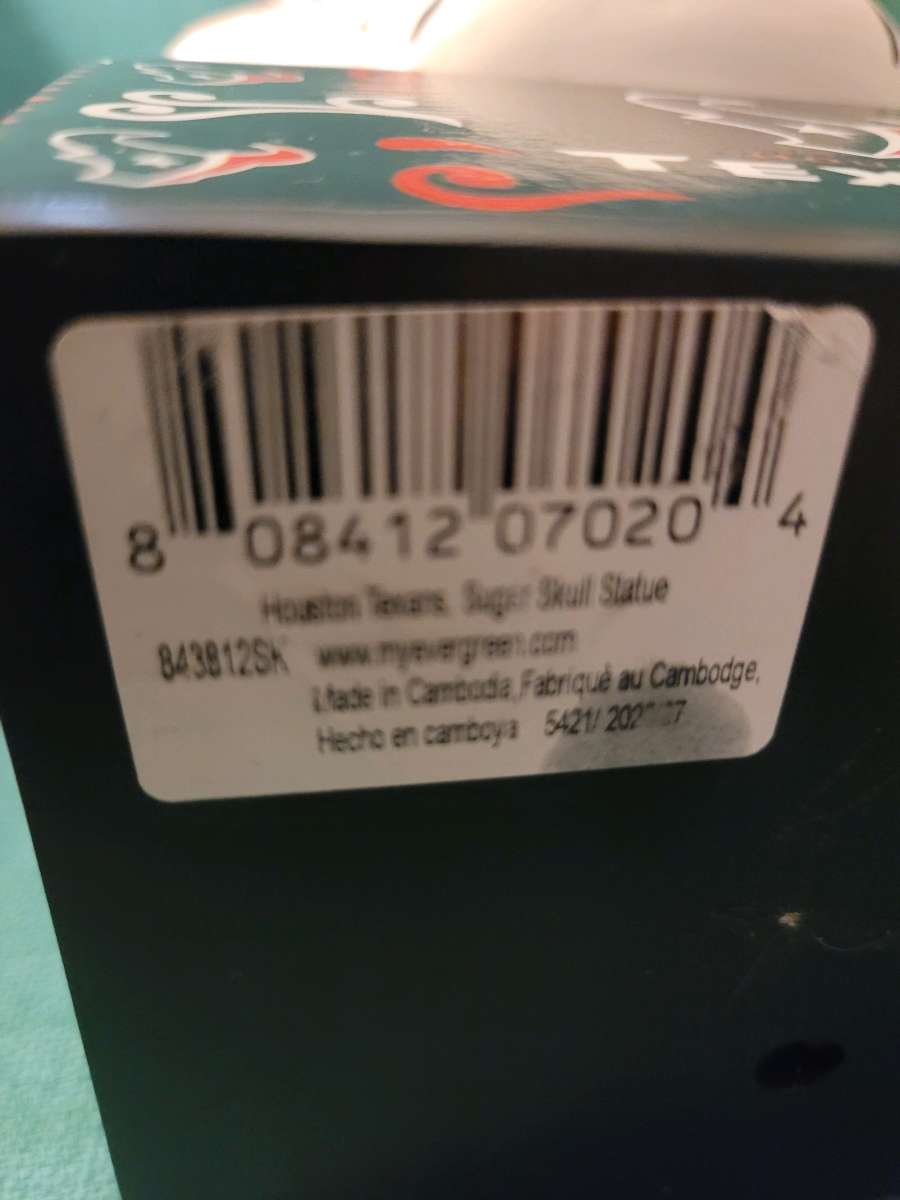 TEX
8 08412 07020 4
Houston Texans, Sugar Skull Statue
843812SK www.myevergreen.com
Made in Cambodia,Fabriqué au Cambodge,
Hecho en camboya 5421/